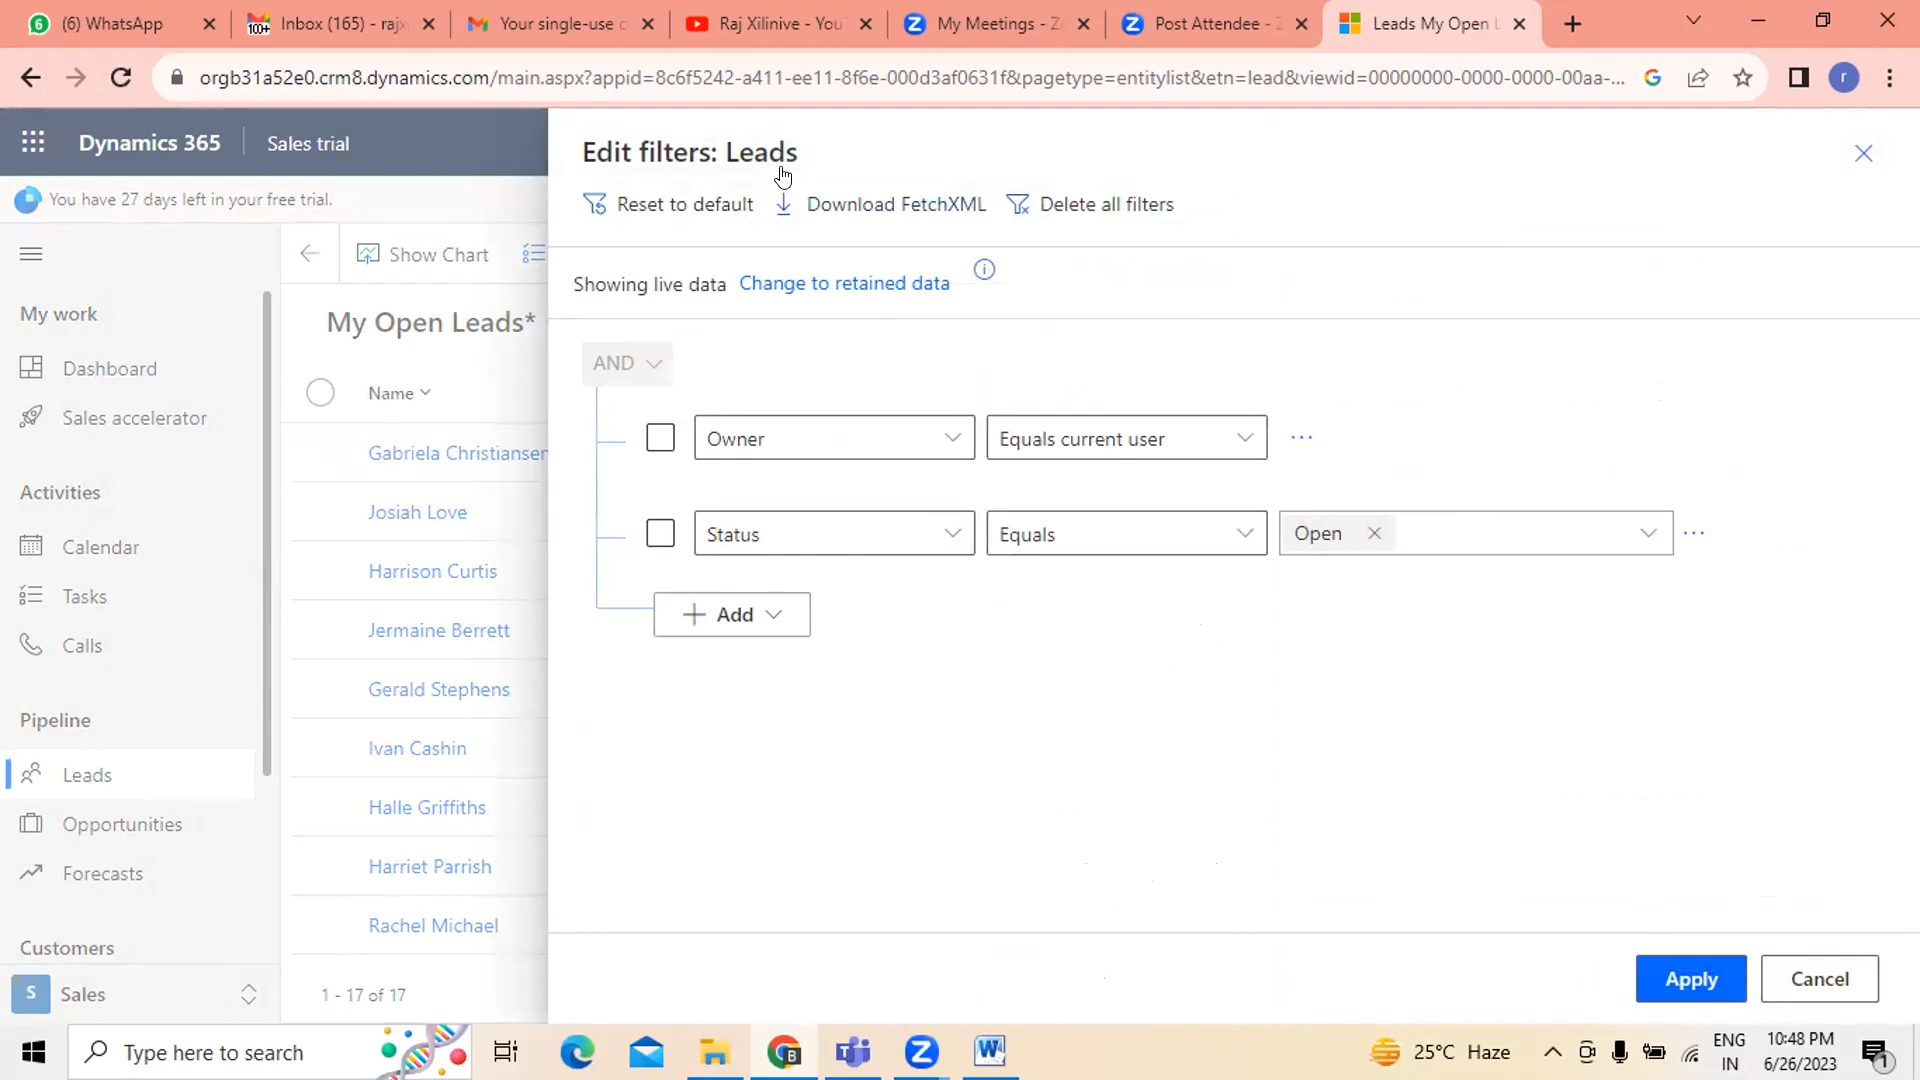 (6) WhatsApp
Inbox (165) - rajx
Your single-use c
Raj Xilinive - YouT
My Meetings - Z
Post Attendee - Z
Leads My Open L
orgb31a52e0.crm8.dynamics.com/main.aspx?appid=8c6f5242-a411-ee11-8f6e-000d3af0631f&pagetype=entitylist&etn=lead&viewid=00000000-0000-0000-00aa-...
r
Dynamics 365
Sales trial
You have 27 days left in your free trial.
Edit filters: Leads
Reset to default
Download FetchXML
Delete all filters
Showing live data
Change to retained data
Show Chart
My Open Leads*
Name
Gabriela Christiansen
Josiah Love
Harrison Curtis
Jermaine Berrett
Gerald Stephens
Ivan Cashin
Halle Griffiths
Harriet Parrish
Rachel Michael
1 - 17 of 17
My work
Dashboard
Sales accelerator
Activities
Calendar
Tasks
Calls
Pipeline
Leads
Opportunities
Forecasts
Customers
S
Sales
AND
Owner
Equals current user
Status
Equals
Open
Add
Apply
Cancel
Type here to search
25°C Haze
ENG
IN
10:48 PM
6/26/2023
1